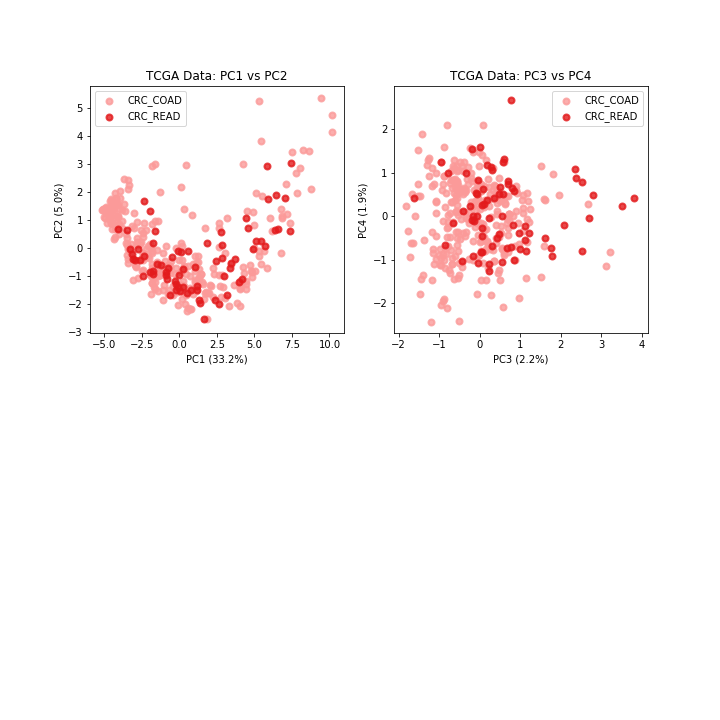 TCGA Data: PC1 vs PC2
CRC_COAD
CRC_READ
5
4
3
2
1
0
−1
−2
−3
PC2 (5.0%)
−5.0 −2.5 0.0 2.5 5.0 7.5 10.0
PC1 (33.2%)
TCGA Data: PC3 vs PC4
CRC_COAD
CRC_READ
2
1
0
−1
−2
PC4 (1.9%)
−2 −1 0 1 2 3 4
PC3 (2.2%)